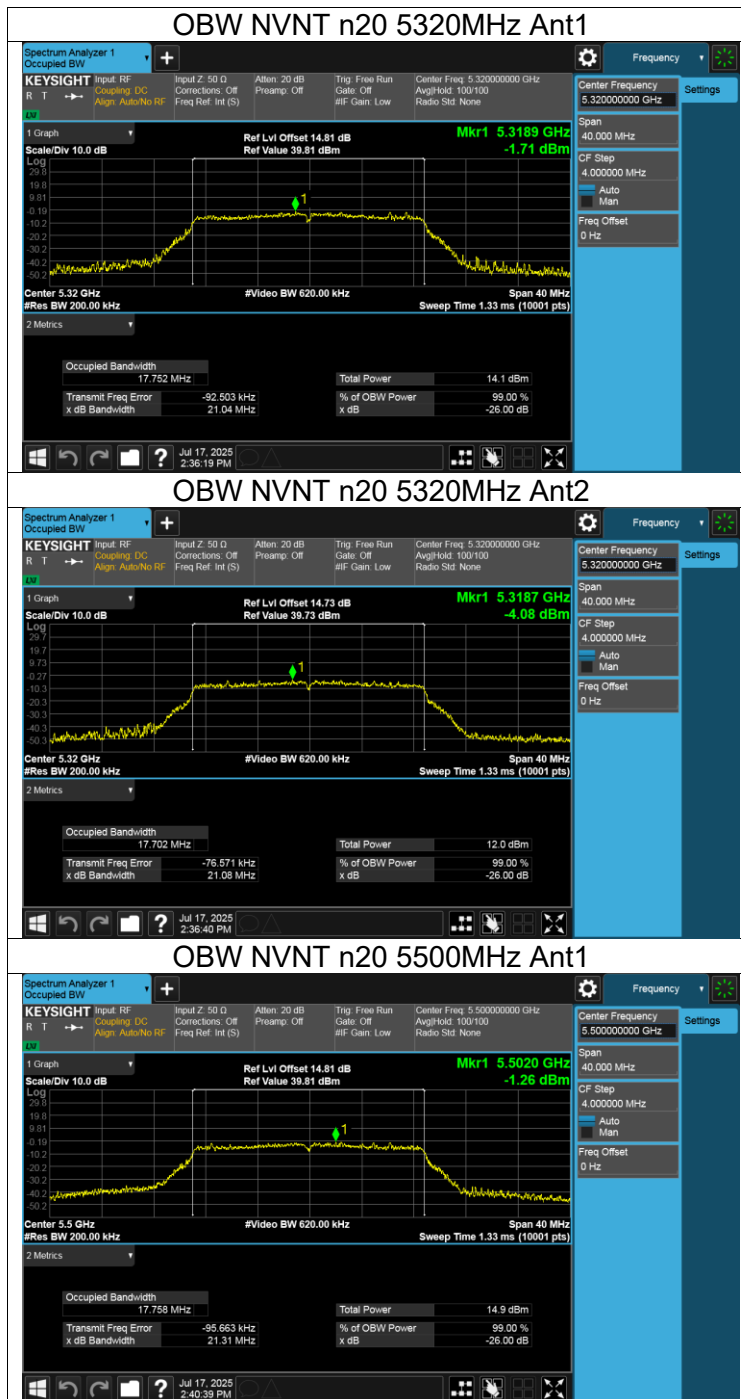 OBW NVNT n20 5320MHz Ant1
Spectrum Analyzer 1
Occupied BW
Frequency
KEYSIGHT Input: RF Input Z: 50 Ω Atten: 20 dB Trig: Free Run Center Freq: 5.320000000 GHz
R T Coupling: DC Corrections: Off Preamp: Off Gate: Off Avg|Hold: 100/100
Align: Auto/No RF Freq Ref: Int (S) #IF Gain: Low Radio Std: None
LXI
Center Frequency
5.320000000 GHz
Settings
Span
40.000 MHz
CF Step
4.000000 MHz
Auto
Man
Freq Offset
0 Hz
1 Graph
Ref Lvl Offset 14.81 dB
Mkr1 5.3189 GHz
Scale/Div 10.0 dB
Ref Value 39.81 dBm
-1.71 dBm
Log
29.8
19.8
9.81
-0.19
-10.2
-20.2
-30.2
-40.2
-50.2
1
Center 5.32 GHz #Video BW 620.00 kHz Span 40 MHz
#Res BW 200.00 kHz Sweep Time 1.33 ms (10001 pts)
2 Metrics
Occupied Bandwidth
17.752 MHz Total Power 14.1 dBm
Transmit Freq Error -92.503 kHz % of OBW Power 99.00 %
x dB Bandwidth 21.04 MHz x dB -26.00 dB
? Jul 17, 2025
2:36:19 PM
OBW NVNT n20 5320MHz Ant2
Spectrum Analyzer 1
Occupied BW
Frequency
KEYSIGHT Input: RF Input Z: 50 Ω Atten: 20 dB Trig: Free Run Center Freq: 5.320000000 GHz
R T Coupling: DC Corrections: Off Preamp: Off Gate: Off Avg|Hold: 100/100
Align: Auto/No RF Freq Ref: Int (S) #IF Gain: Low Radio Std: None
LXI
Center Frequency
5.320000000 GHz
Settings
Span
40.000 MHz
CF Step
4.000000 MHz
Auto
Man
Freq Offset
0 Hz
1 Graph
Ref Lvl Offset 14.73 dB
Mkr1 5.3187 GHz
Scale/Div 10.0 dB
Ref Value 39.73 dBm
-4.08 dBm
Log
29.7
19.7
9.73
-0.27
-10.3
-20.3
-30.3
-40.3
-50.3
1
Center 5.32 GHz #Video BW 620.00 kHz Span 40 MHz
#Res BW 200.00 kHz Sweep Time 1.33 ms (10001 pts)
2 Metrics
Occupied Bandwidth
17.702 MHz Total Power 12.0 dBm
Transmit Freq Error -76.571 kHz % of OBW Power 99.00 %
x dB Bandwidth 21.08 MHz x dB -26.00 dB
? Jul 17, 2025
2:36:40 PM
OBW NVNT n20 5500MHz Ant1
Spectrum Analyzer 1
Occupied BW
Frequency
KEYSIGHT Input: RF Input Z: 50 Ω Atten: 20 dB Trig: Free Run Center Freq: 5.500000000 GHz
R T Coupling: DC Corrections: Off Preamp: Off Gate: Off Avg|Hold: 100/100
Align: Auto/No RF Freq Ref: Int (S) #IF Gain: Low Radio Std: None
LXI
Center Frequency
5.500000000 GHz
Settings
Span
40.000 MHz
CF Step
4.000000 MHz
Auto
Man
Freq Offset
0 Hz
1 Graph
Ref Lvl Offset 14.81 dB
Mkr1 5.5020 GHz
Scale/Div 10.0 dB
Ref Value 39.81 dBm
-1.26 dBm
Log
29.8
19.8
9.81
-0.19
-10.2
-20.2
-30.2
-40.2
-50.2
1
Center 5.5 GHz #Video BW 620.00 kHz Span 40 MHz
#Res BW 200.00 kHz Sweep Time 1.33 ms (10001 pts)
2 Metrics
Occupied Bandwidth
17.758 MHz Total Power 14.9 dBm
Transmit Freq Error -95.663 kHz % of OBW Power 99.00 %
x dB Bandwidth 21.31 MHz x dB -26.00 dB
? Jul 17, 2025
2:40:39 PM